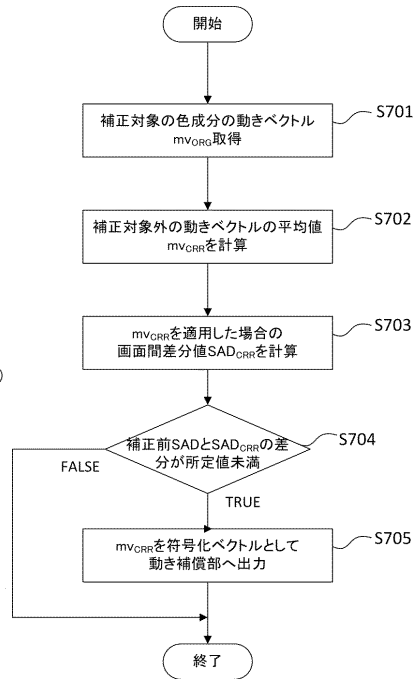 開始
補正対象の色成分の動きベクトル
mvORG取得
S701
補正対象外の動きベクトルの平均値
mvCRRを計算
S702
mvCRRを適用した場合の
画面間差分値SADCRRを計算
S703
)
補正前SADとSADCRRの差
分が所定値未満
S704
FALSE
TRUE
mvCRRを符号化ベクトルとして
動き補償部へ出力
S705
終了